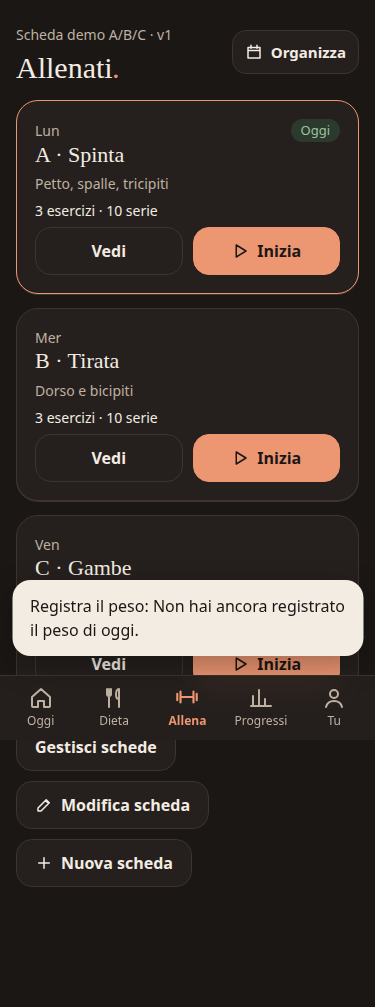 Scheda demo A/B/C · v1
Allenati.
Organizza
Lun
Oggi
A · Spinta
Petto, spalle, tricipiti
3 esercizi · 10 serie
Vedi
Inizia
Mer
B · Tirata
Dorso e bicipiti
3 esercizi · 10 serie
Vedi
Inizia
Ven
C · Gambe
Registra il peso: Non hai ancora registrato
il peso di oggi.
Vedi
Inizia
Oggi
Dieta
Allena
Progressi
Tu
Gestisci schede
Modifica scheda
Nuova scheda